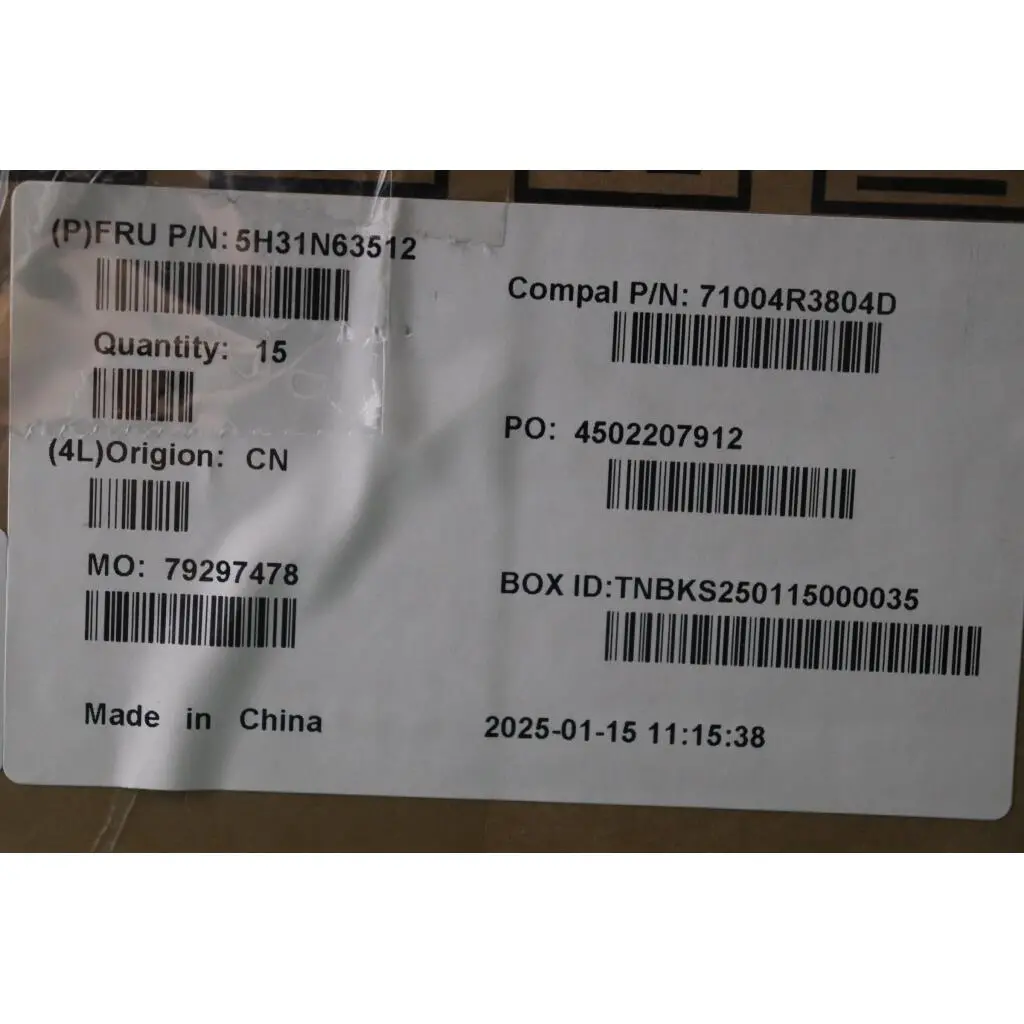 (P)FRU P/N: 5H31N63512
Quantity: 15
(4L)Origion: CN
MO: 79297478
Made in China
Compal P/N: 71004R3804D
PO: 4502207912
BOX ID:TNBKS250115000035
2025-01-15 11:15:38